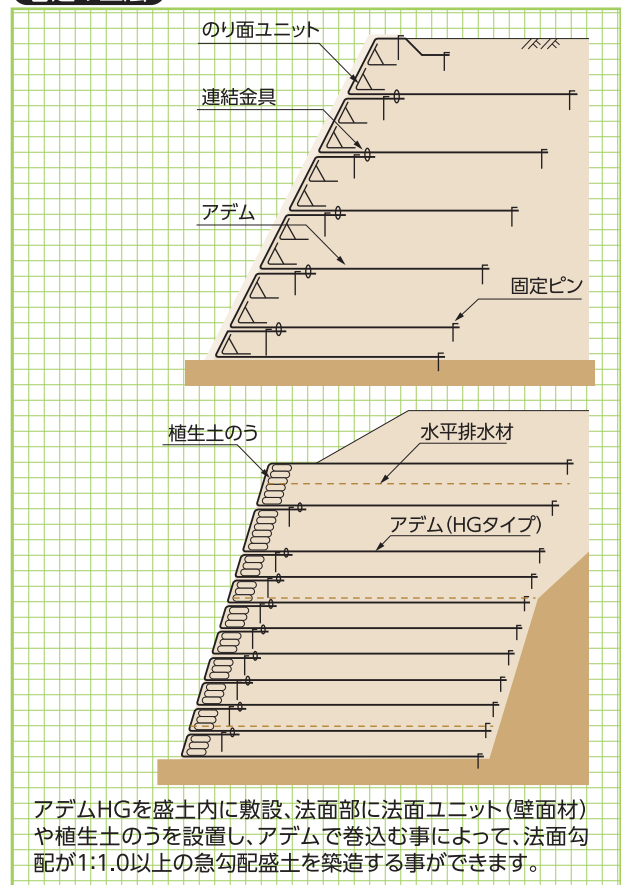 のり面ユニット
連結金具
アデム
固定ピン
植生土のう
水平排水材
アデム(HGタイプ)
アデムHGを盛土内に敷設、法面部に法面ユニット(壁面材)
や植生土のうを設置し、アデムで巻込む事によって、法面勾
配が1:1.0以上の急勾配盛土を築造する事ができます。